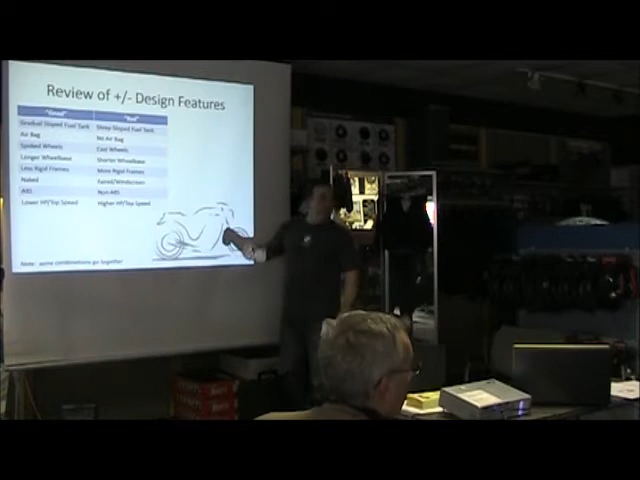 Review of +/- Design Features
"Good" "Bad"
Gradual Sloped Fuel Tank Steep Sloped Fuel Tank
Air Bag No Air Bag
Spoked Wheels Cast Wheels
Longer Wheelbase Shorter Wheelbase
Less Rigid Frames More Rigid Frames
Naked Faired/Windscreen
ABS Non-ABS
Lower HP/Top Speed Higher HP/Top Speed
Note: some combinations go together